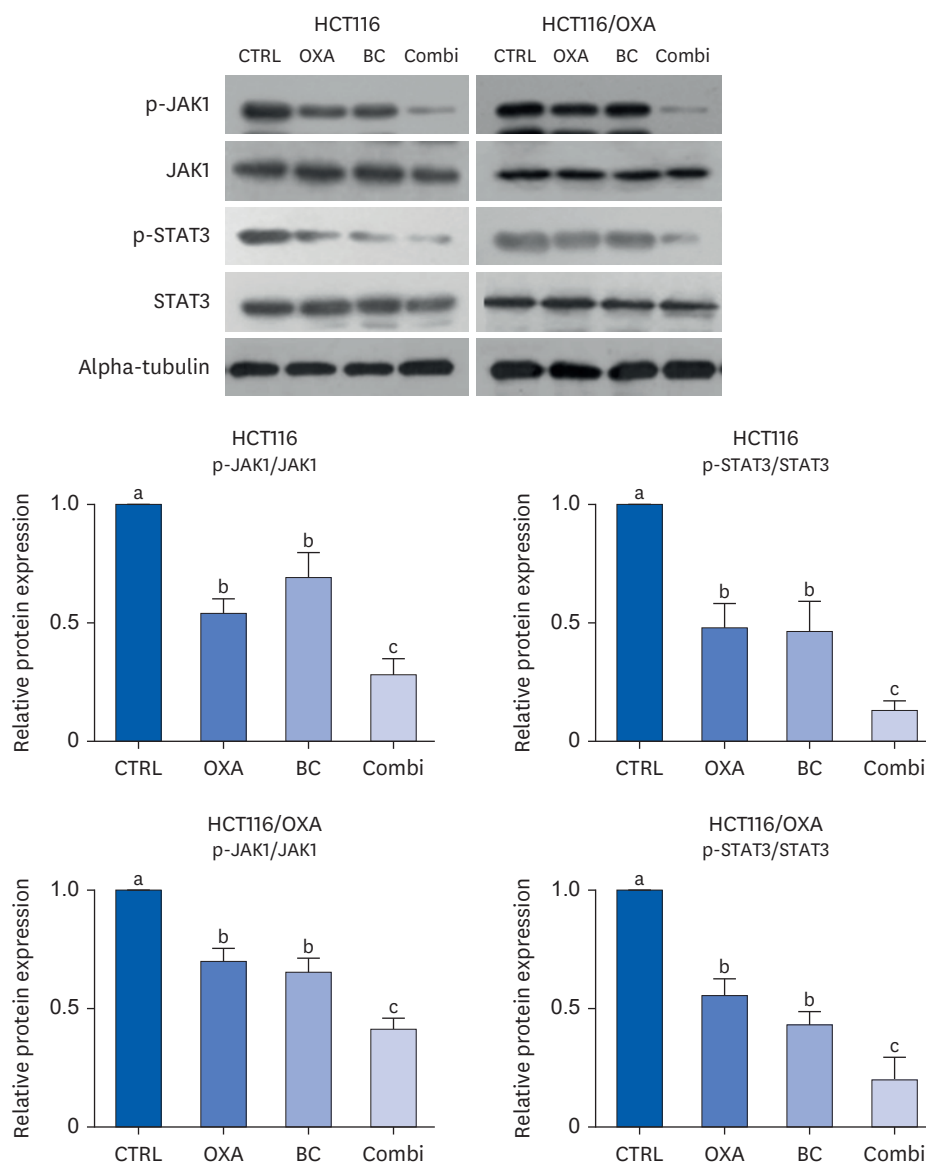 HCT116 HCT116/OXA
CTRL OXA BC Combi CTRL OXA BC Combi
p-JAK1
JAK1
p-STAT3
STAT3
Alpha-tubulin
HCT116
p-JAK1/JAK1
Relative protein expression
1.0
0.5
0
a
b
b
c
CTRL OXA BC Combi
HCT116
p-STAT3/STAT3
Relative protein expression
1.0
0.5
0
a
b
b
c
CTRL OXA BC Combi
HCT116/OXA
p-JAK1/JAK1
Relative protein expression
1.0
0.5
0
a
b
b
c
CTRL OXA BC Combi
HCT116/OXA
p-STAT3/STAT3
Relative protein expression
1.0
0.5
0
a
b
b
c
CTRL OXA BC Combi